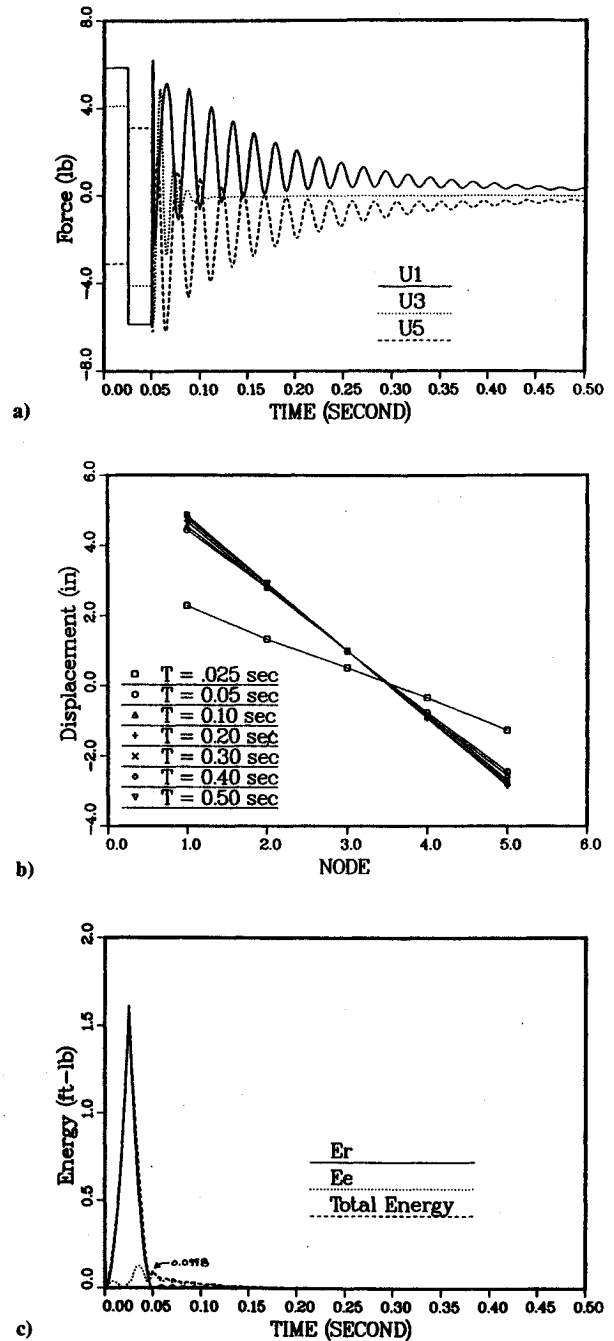 8.0
4.0
0.0
−4.0
−8.0
Force (lb)
U1
U3
U5
0.00 0.05 0.10 0.15 0.20 0.25 0.30 0.35 0.40 0.45 0.50
TIME (SECOND)
a)
6.0
4.0
2.0
0.0
−2.0
−4.0
Displacement (in)
T = .025 sec
T = 0.05 sec
T = 0.10 sec
T = 0.20 sec
T = 0.30 sec
T = 0.40 sec
T = 0.50 sec
0.0 1.0 2.0 3.0 4.0 5.0 6.0
NODE
b)
2.0
1.5
1.0
0.5
0.0
Energy (ft−lb)
Er
Ee
Total Energy
0.00 0.05 0.10 0.15 0.20 0.25 0.30 0.35 0.40 0.45 0.50
TIME (SECOND)
c)